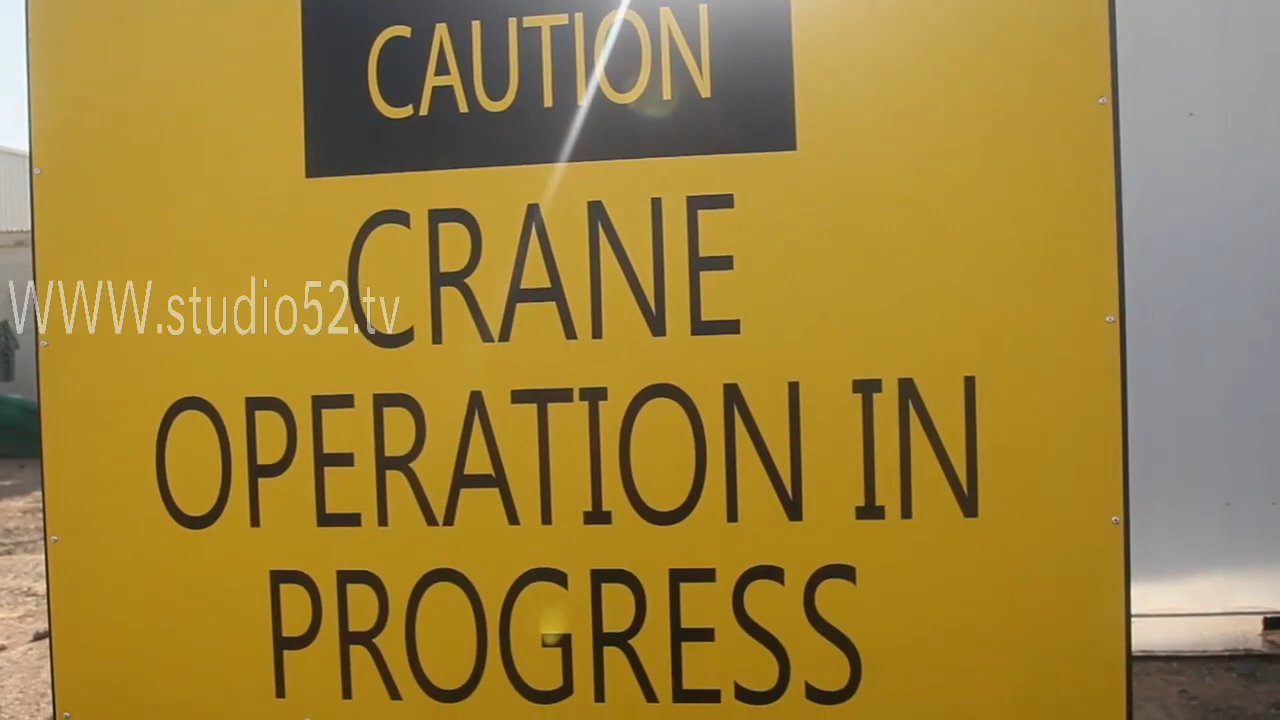 CAUTION
CRANE
WWW.studio52.tv
OPERATION IN
PROGRESS